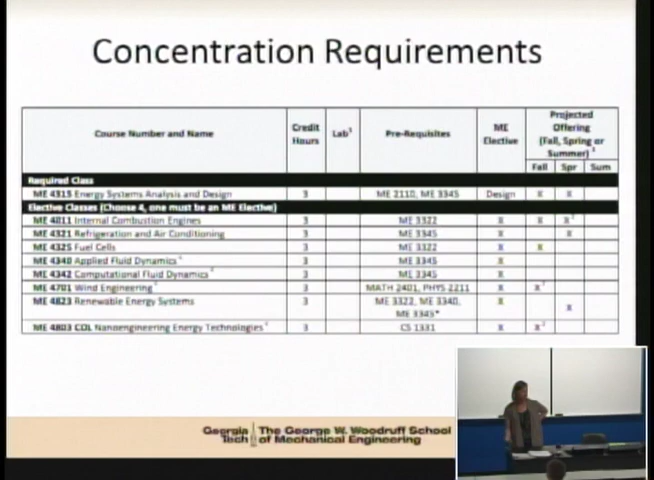 Concentration Requirements
Course Number and Name Credit Hours Lab Pre-Requisites ME Elective Projected Offering (Fall, Spring or Summer)
Fall Spr Sum
Required Class
ME 4315 Energy Systems Analysis and Design 3 ME 2110, ME 3345 Design X X
Elective Classes (Choose 4, one must be an ME Elective)
ME 4011 Internal Combustion Engines 3 ME 3322 X X X
ME 4321 Refrigeration and Air Conditioning 3 ME 3345 X X
ME 4325 Fuel Cells 3 ME 3322 X X
ME 4340 Applied Fluid Dynamics 3 ME 3345 X
ME 4342 Computational Fluid Dynamics 3 ME 3345 X
ME 4701 Wind Engineering 3 MATH 2401, PHYS 2211 X X
ME 4823 Renewable Energy Systems 3 ME 3322, ME 3340, ME 3345* X X
ME 4803 COL Nanoengineering Energy Technologies 3 CS 1331 X X
Georgia Tech
The George W. Woodruff School
of Mechanical Engineering